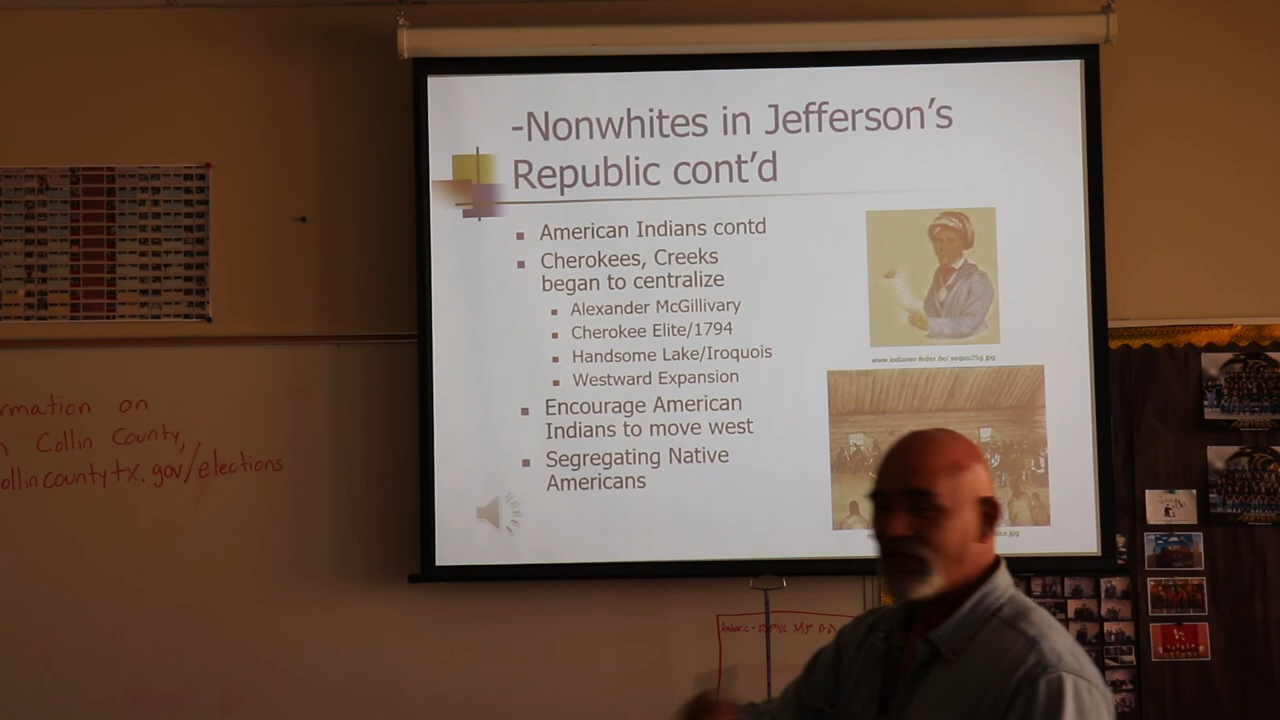 -Nonwhites in Jefferson's
Republic cont'd
American Indians contd
Cherokees, Creeks
began to centralize
Alexander McGillivary
Cherokee Elite/1794
Handsome Lake/Iroquois
Westward Expansion
Encourage American
Indians to move west
Segregating Native
Americans
www.indianer-feder.de/ sequo25g.jpg
rmation on
n Collin County,
ollincountytx.gov/elections